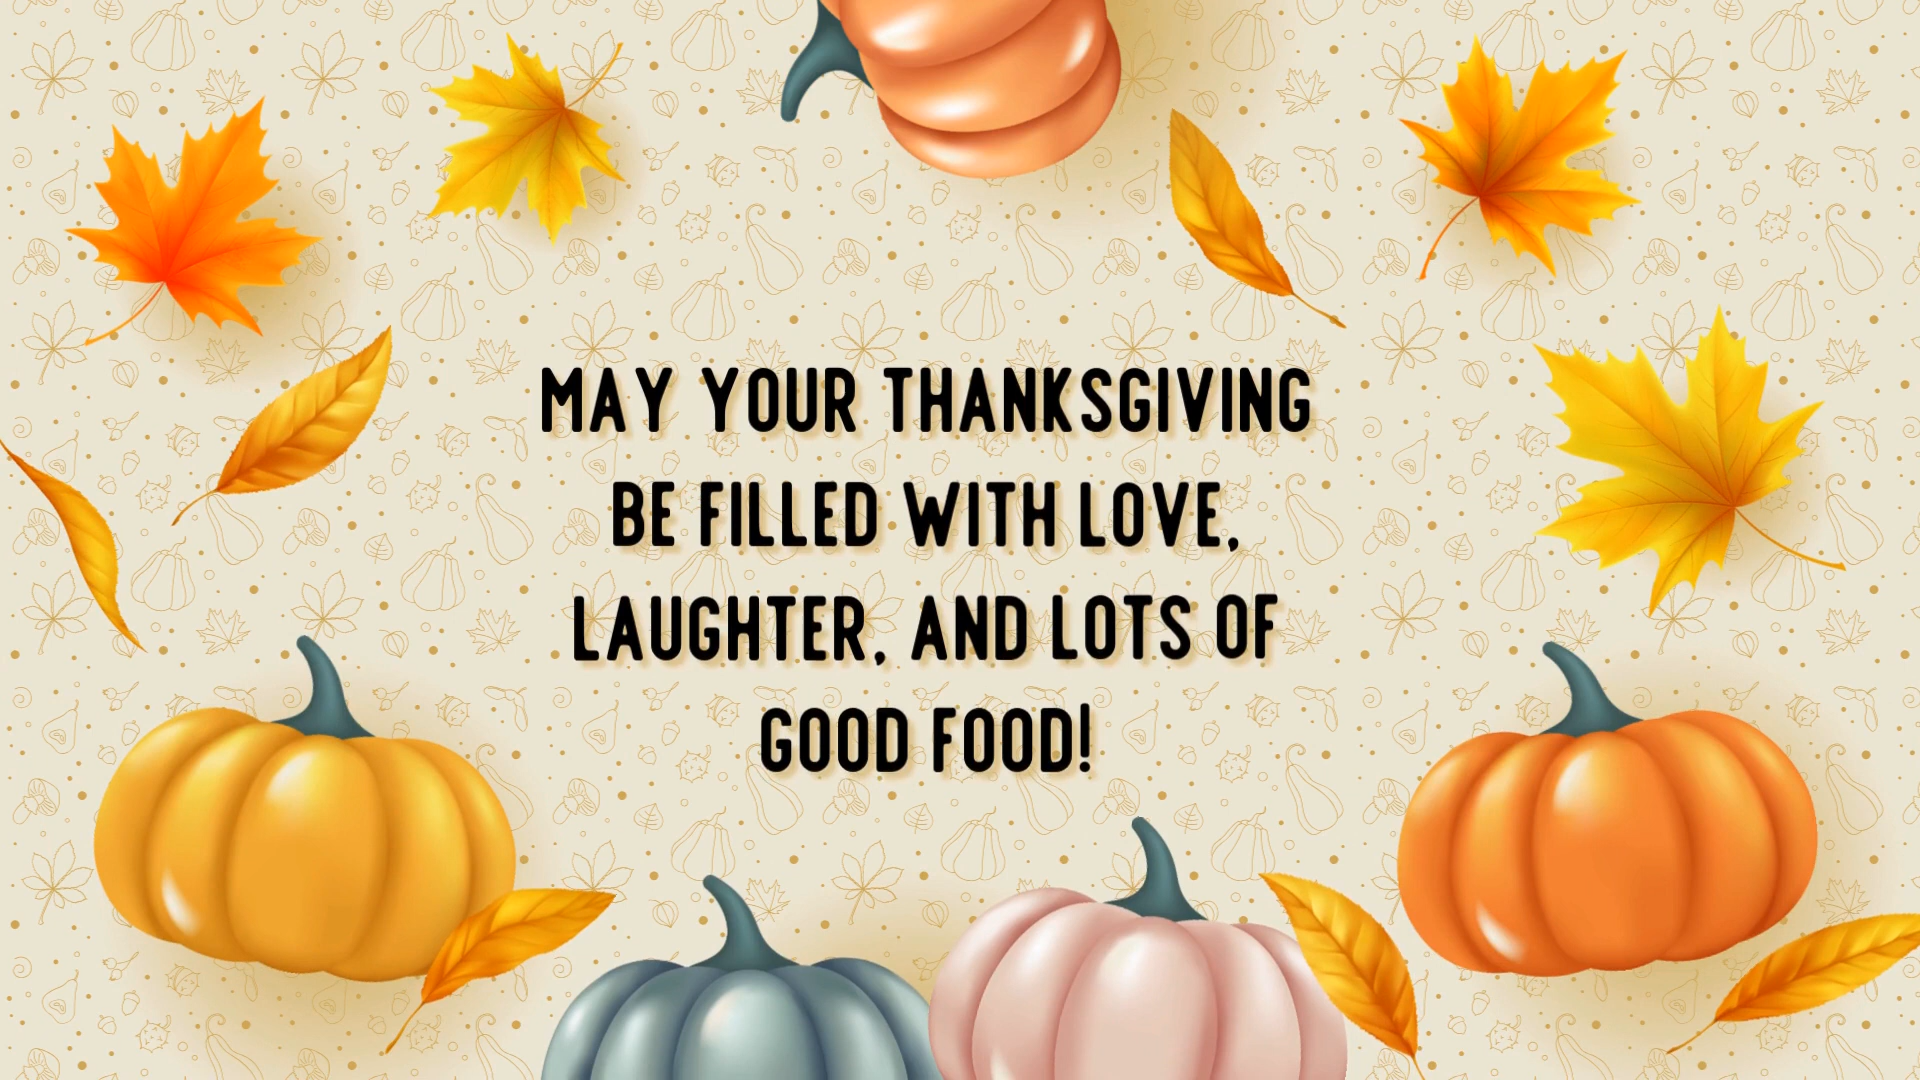 MAY YOUR THANKSGIVING
BE FILLED WITH LOVE,
LAUGHTER, AND LOTS OF
GOOD FOOD!